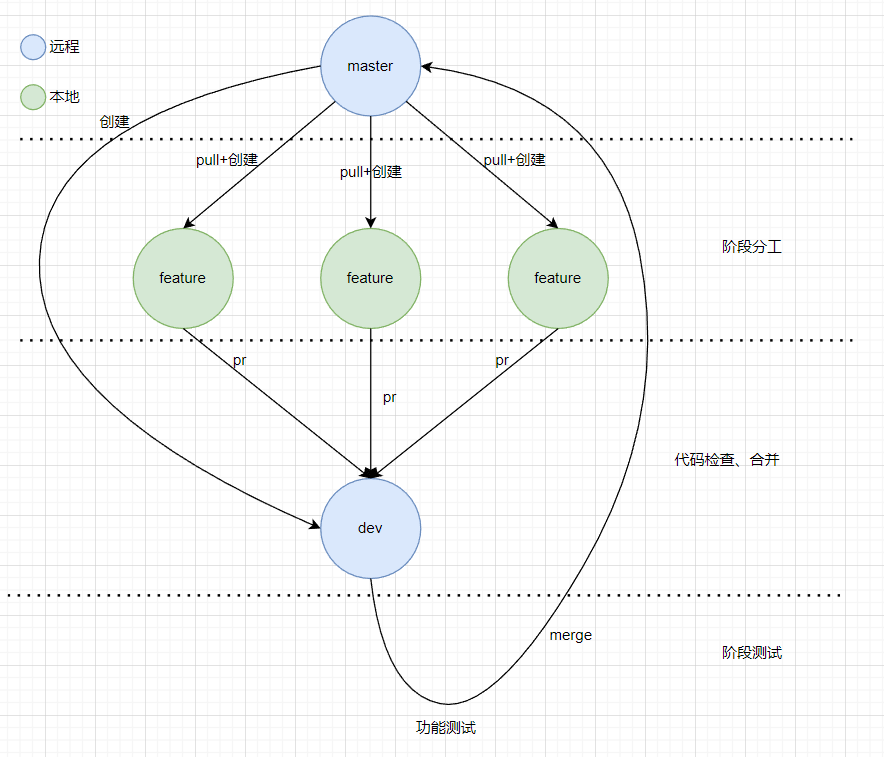 远程
master
本地
创建
pull+创建
pull+创建
pull+创建
阶段分工
feature
feature
feature
pr
pr
pr
代码检查、合并
dev
merge
阶段测试
功能测试